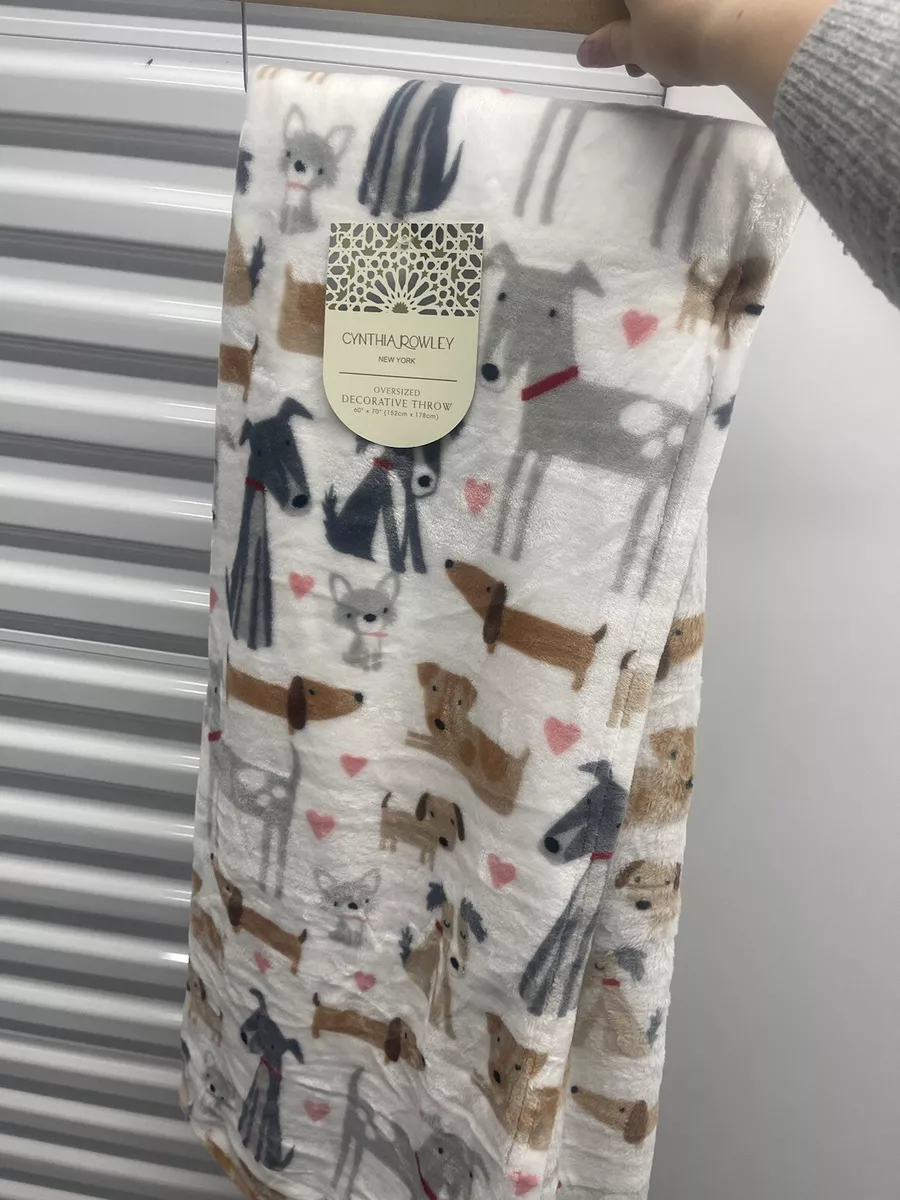 CYNTHIA ROWLEY
NEW YORK
OVERSIZED
DECORATIVE THROW
60" x 70" (152cm x 178cm)